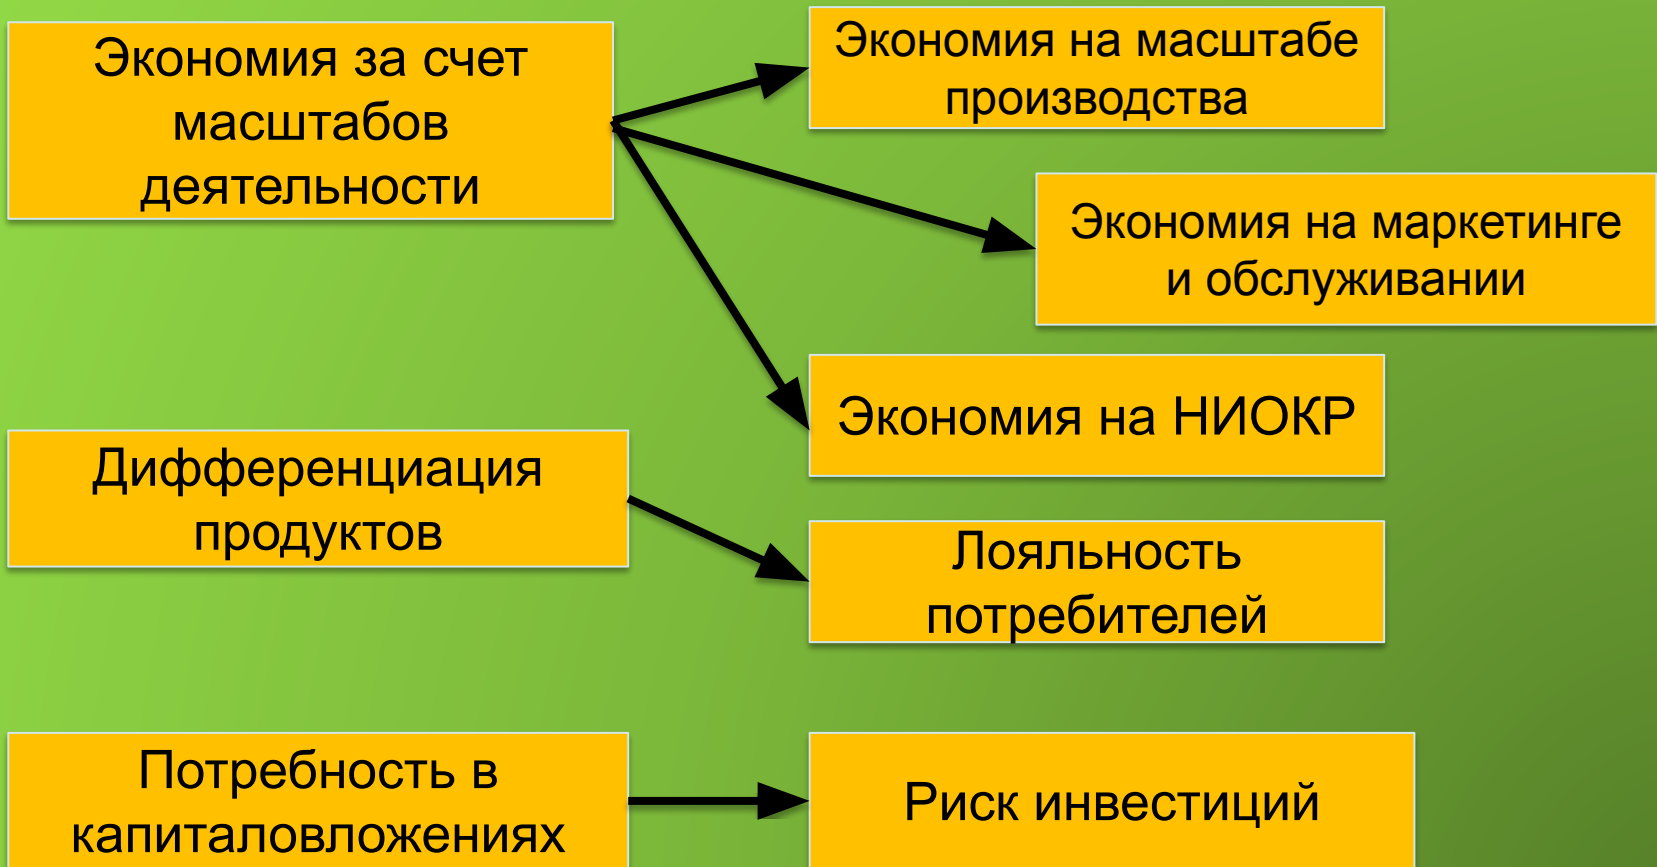 Экономия за счет
масштабов
деятельности
Экономия на масштабе
производства
Экономия на маркетинге
и обслуживании
Экономия на НИОКР
Дифференциация
продуктов
Лояльность
потребителей
Потребность в
капиталовложениях
Риск инвестиций